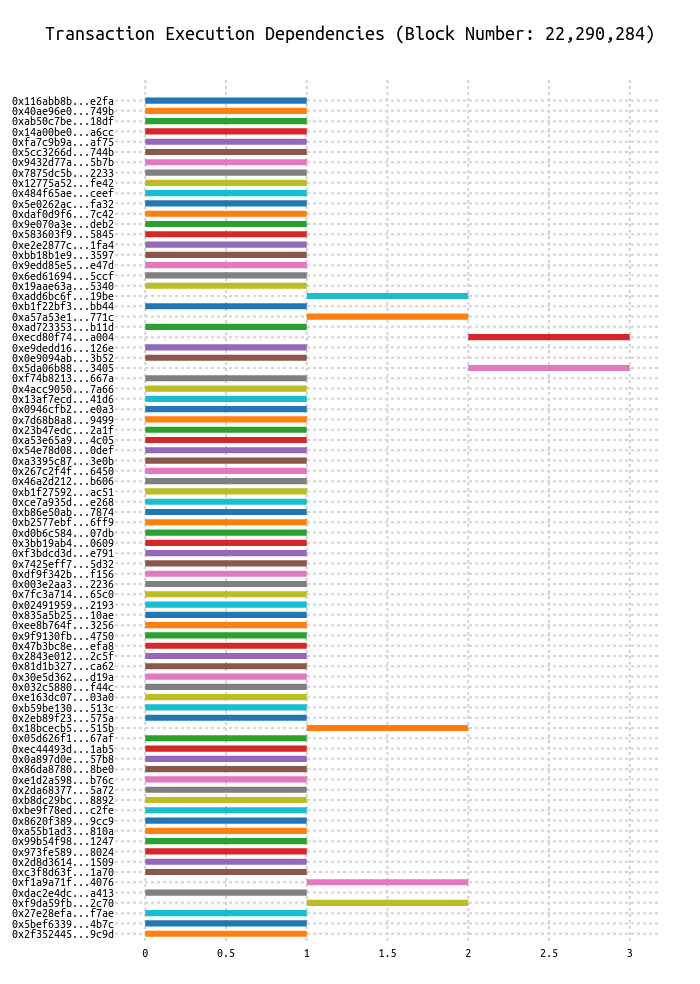 Transaction Execution Dependencies (Block Number: 22,290,284)
0x116abb8b...e2fa
0x40ae96e0...749b
0xab50c7be...18df
0x14a00be0...a6cc
0xfa7c9b9a...af75
0x5cc3266d...744b
0x9432d77a...5b7b
0x7875dc5b...2233
0x12775a52...fe42
0x484f65ae...ceef
0x5e0262ac...fa32
0xdaf0d9f6...7c42
0x9e070a3e...deb2
0x583603f9...5845
0xe2e2877c...1fa4
0xbb18b1e9...3597
0x9edd85e5...e47d
0x6ed61694...5ccf
0x19aae63a...5340
0xadd6bc6f...19be
0xb1f22bf3...bb44
0xa57a53e1...771c
0xad723353...b11d
0xecd80f74...a004
0xe9dedd16...126e
0x0e9094ab...3b52
0x5da06b88...3405
0xf74b8213...667a
0x4acc9050...7a66
0x13af7ecd...41d6
0x0946cfb2...e0a3
0x7d68b8a8...9499
0x23b47edc...2a1f
0xa53e65a9...4c05
0x54e78d08...0def
0xa3395c87...3e0b
0x267c2f4f...6450
0x46a2d212...b606
0xb1f27592...ac51
0xce7a935d...e268
0xb86e50ab...7874
0xb2577ebf...6ff9
0xd0b6c584...07db
0x3bb19ab4...0609
0xf3bdcd3d...e791
0x7425eff7...5d32
0xdf9f342b...f156
0x003e2aa3...2236
0x7fc3a714...65c0
0x02491959...2193
0x835a5b25...10ae
0xee8b764f...3256
0x9f9130fb...4750
0x47b3bc8e...efa8
0x2843e012...2c5f
0x81d1b327...ca62
0x30e5d362...d19a
0x032c5880...f44c
0xe163dc07...03a0
0xb59be130...513c
0x2eb89f23...575a
0x18bcecb5...515b
0x05d626f1...67af
0xec44493d...1ab5
0x0a897d0e...57b8
0x86da8780...8be0
0xe1d2a598...b76c
0x2da68377...5a72
0xb8dc29bc...8892
0xbe9f78ed...c2fe
0x8620f389...9cc9
0xa55b1ad3...810a
0x99b54f98...1247
0x973fe589...8024
0x2d8d3614...1509
0xc3f8d63f...1a70
0xf1a9a71f...4076
0xdac2e4dc...a413
0xf9da59fb...2c70
0x27e28efa...f7ae
0x5bef6339...4b7c
0x2f352445...9c9d
0 0.5 1 1.5 2 2.5 3